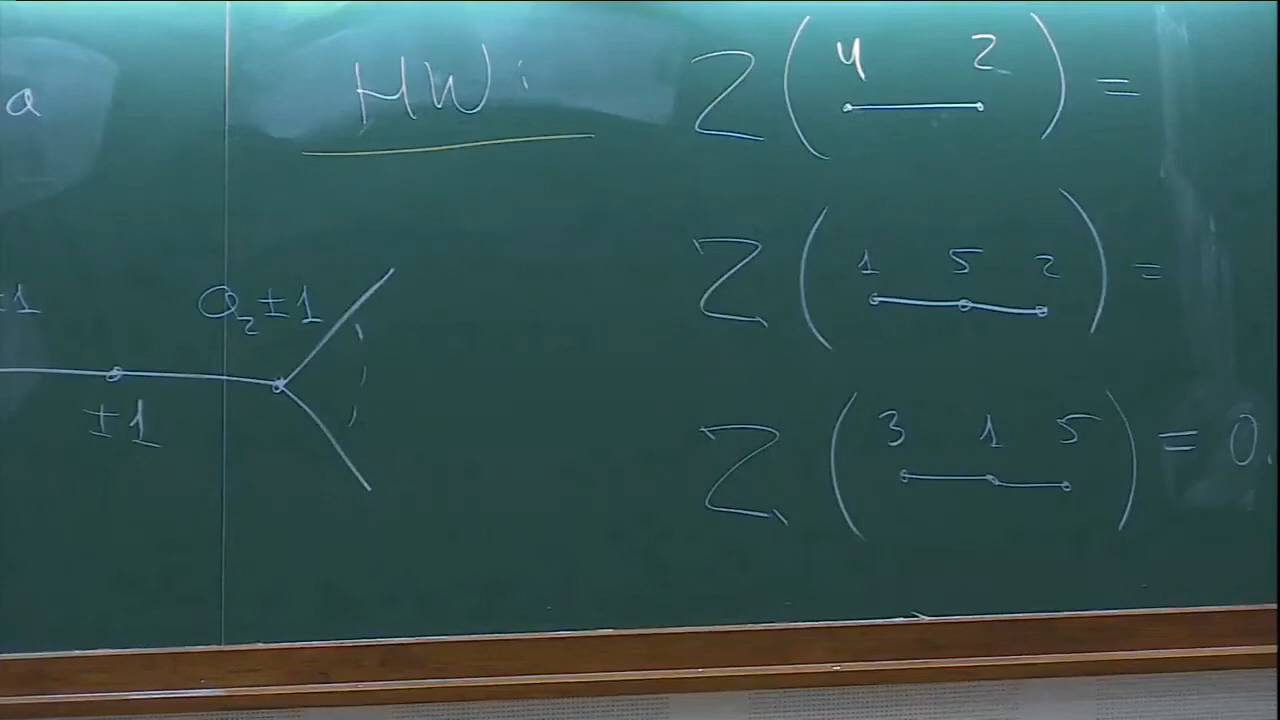 a
HW:
Z(4 2) =
Z(1 5 2) =
Z(3 1 5) = 0.
±1
a₂ ± 1
±1